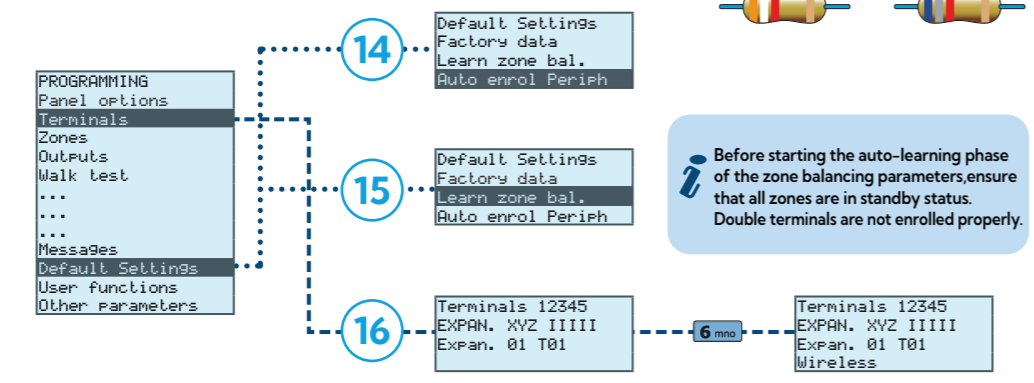 14
Default Settings
Factory data
Learn zone bal.
Auto enrol Periph
PROGRAMMING
Panel options
Terminals
Zones
Outputs
Walk test
...
...
...
Messages
Default Settings
User functions
Other parameters
15
Default Settings
Factory data
Learn zone bal.
Auto enrol Periph
i
Before starting the auto-learning phase
of the zone balancing parameters,ensure
that all zones are in standby status.
Double terminals are not enrolled properly.
16
Terminals 12345
EXPAN. XYZ IIIII
Expan. 01 T01
6 mno
Terminals 12345
EXPAN. XYZ IIIII
Expan. 01 T01
Wireless